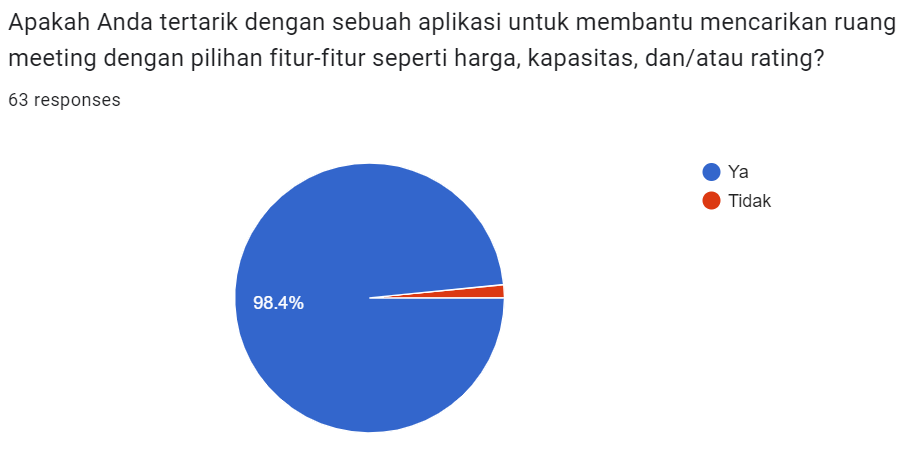 Apakah Anda tertarik dengan sebuah aplikasi untuk membantu mencarikan ruang
meeting dengan pilihan fitur-fitur seperti harga, kapasitas, dan/atau rating?
63 responses
Ya
Tidak
98.4%